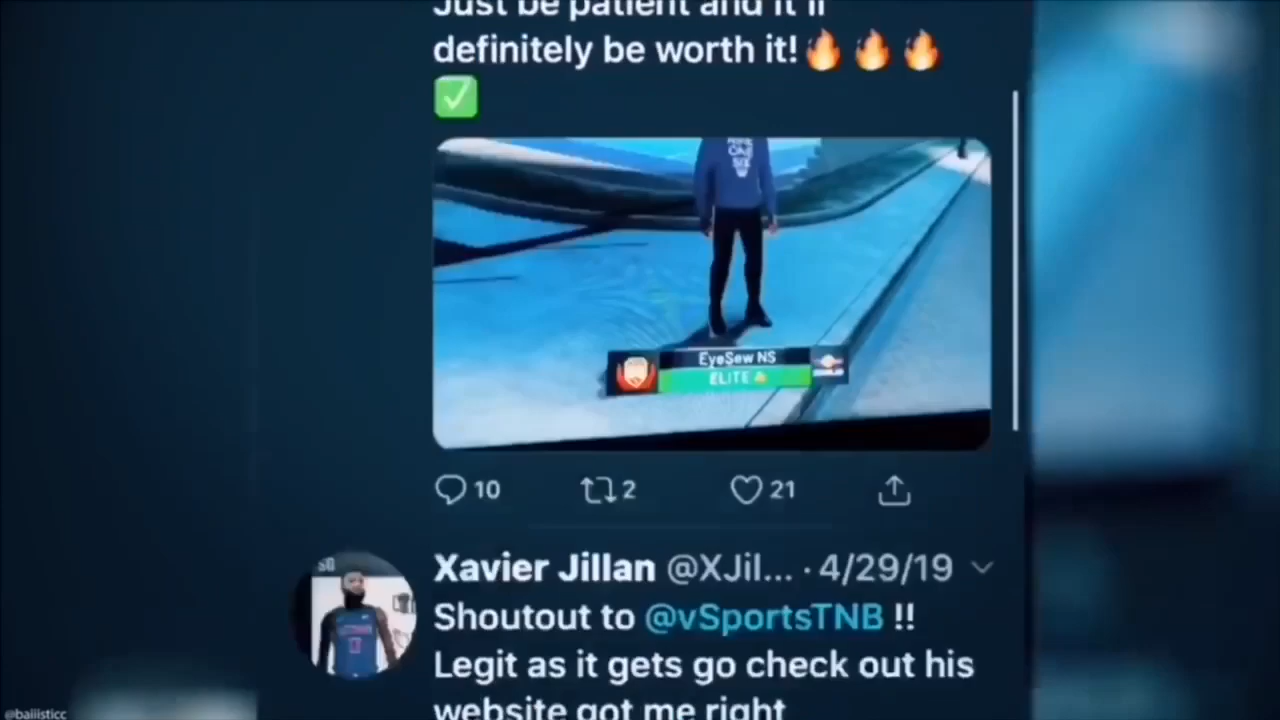 Just be patient and it'll
definitely be worth it!🔥🔥🔥
✅
EyeSew NS
ELITE
10
2
21
Xavier Jillan @XJil... · 4/29/19
Shoutout to @vSportsTNB !!
Legit as it gets go check out his
website got me right
@ballisticc